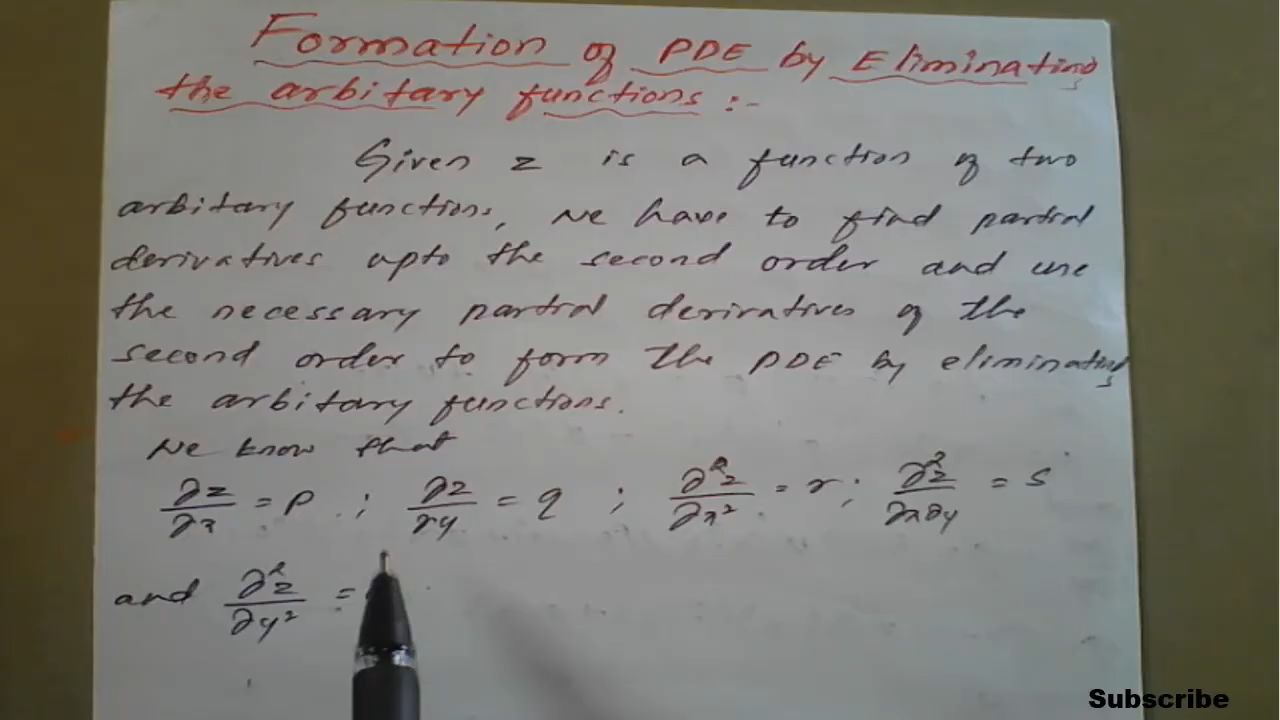 Formation of PDE by Eliminating
the arbitary functions :-
Given z is a function of two
arbitary functions, we have to find partial
derivatives upto the second order and use
the necessary partial derivatives of the
second order to form the PDE by eliminating
the arbitary functions.
We know that
∂z/∂x = p ; ∂z/∂y = q ; ∂²z/∂x² = r ; ∂²z/∂x∂y = s
and ∂²z/∂y² =
Subscribe